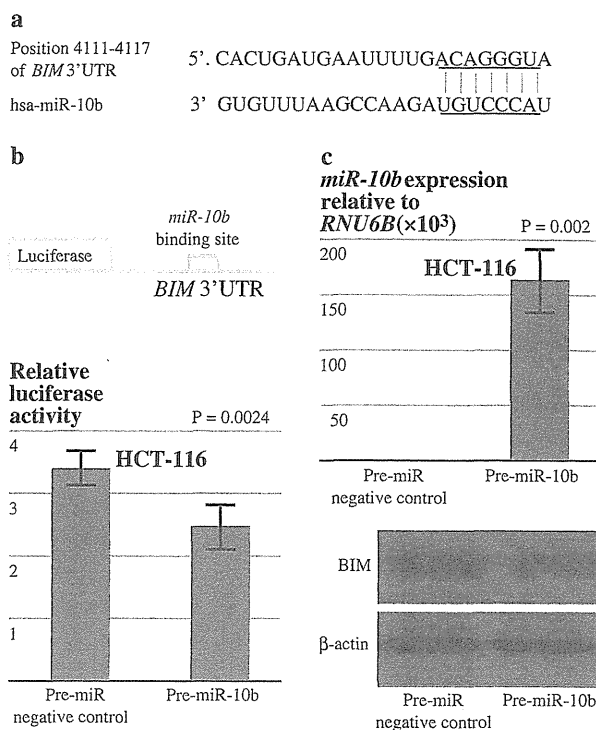 a
Position 4111-4117
of BIM 3'UTR
5'. CACUGAUGAAUUUUGACAGGGUA
hsa-miR-10b
3' GUGUUUAAGCCAAGAUGUCCCAU
b
miR-10b
binding site
Luciferase
BIM 3'UTR
Relative
luciferase
activity
P = 0.0024
4
HCT-116
3
2
1
Pre-miR
negative control
Pre-miR-10b
c
miR-10b expression
relative to
RNU6B(×10³)
P = 0.002
200
HCT-116
150
100
50
Pre-miR
negative control
Pre-miR-10b
BIM
β-actin
Pre-miR
negative control
Pre-miR-10b